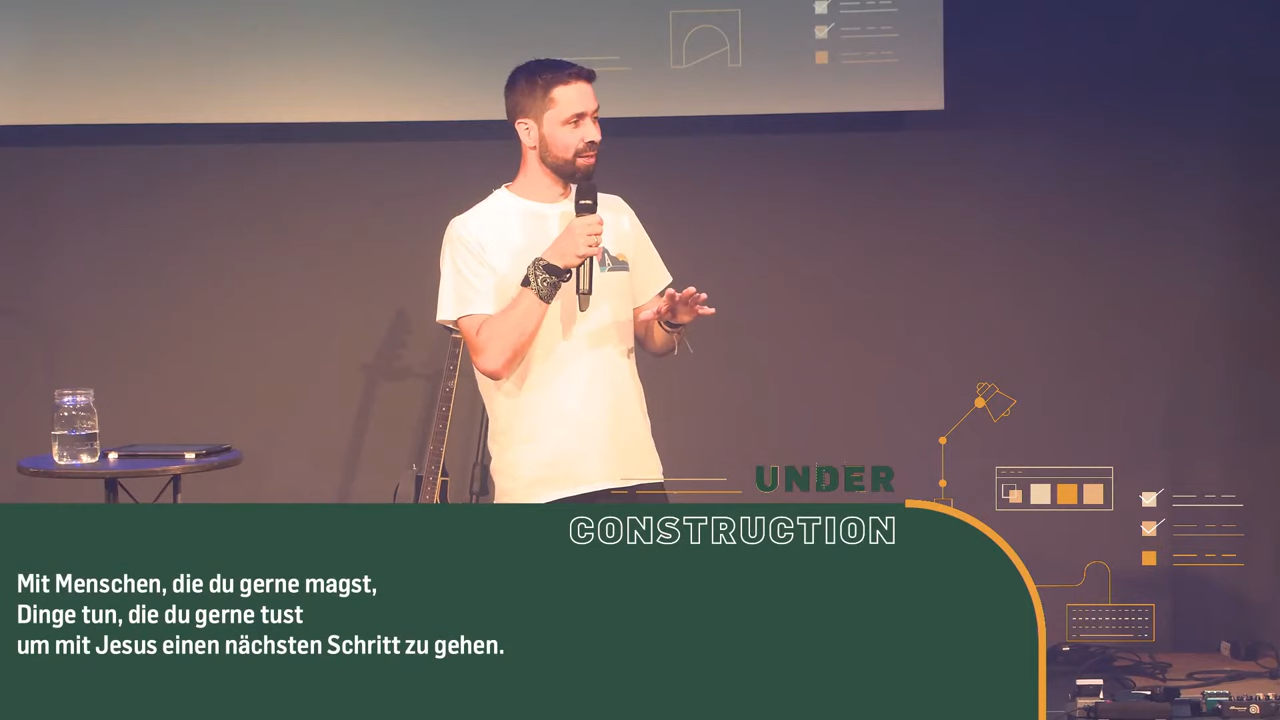 UNDER
CONSTRUCTION
Mit Menschen, die du gerne magst,
Dinge tun, die du gerne tust
um mit Jesus einen nächsten Schritt zu gehen.